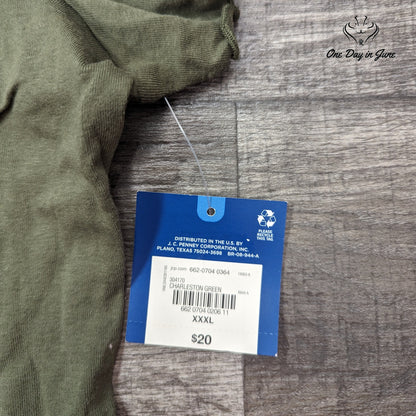 One Day in June
DISTRIBUTED IN THE U.S. BY
J. C. PENNEY CORPORATION, INC.
PLANO, TEXAS 75024-3698 BR-08-944-A
PLEASE
RECYCLE
THIS TAG
662-0704 0364
304170
CHARLESTON GREEN
662 0704 0206 11
XXXL
$20